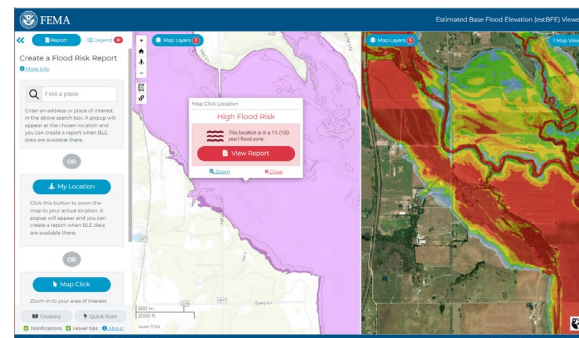 FEMA
Estimated Base Flood Elevation (estBFE) Viewer
Report
Legend
Map Layers
Map Layers
Map View
Create a Flood Risk Report
More Info
Find a place
Enter an address or place of interest
in the above search box. A popup will
appear at the chosen location and
you can create a report when BLE
data are available there.
OR
My Location
Click this button to zoom the
map to your actual location. A
popup will appear and you can
create a report when BLE data
are available there.
OR
Map Click
Zoom in to your area of interest.
Glossary
Quick Start
Notifications
Hover tips
About
Map Click Location
High Flood Risk
This location is in a 1% (100
year) flood zone.
View Report
Zoom
Close
500 m
2000 ft